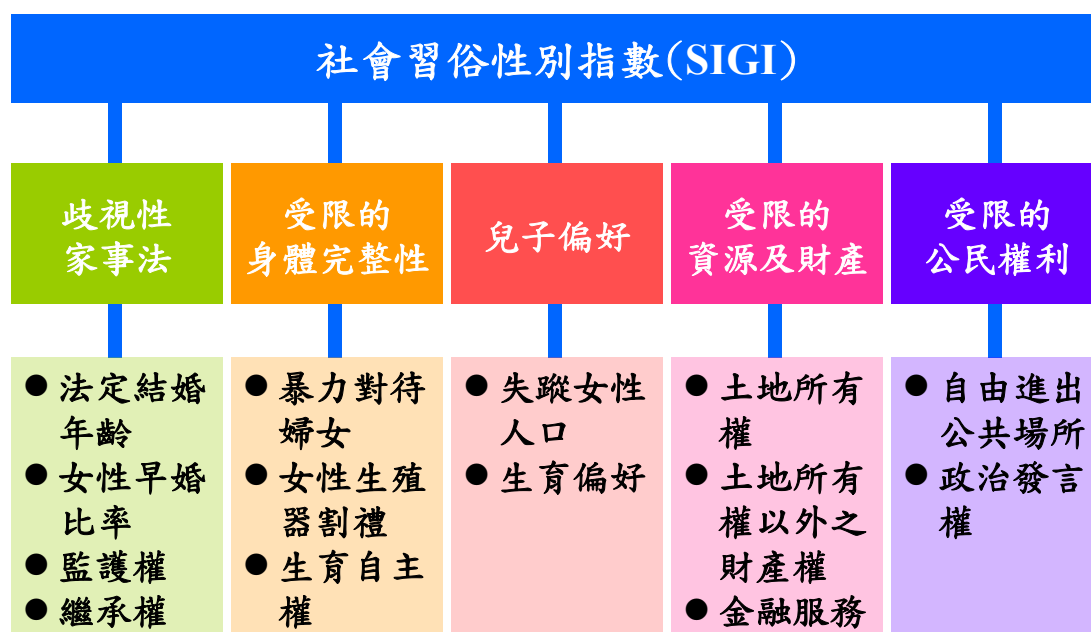 社會習俗性別指數(SIGI)
歧視性
家事法
受限的
身體完整性
兒子偏好
受限的
資源及財產
受限的
公民權利
● 法定結婚
年齡
● 女性早婚
比率
● 監護權
● 繼承權
● 暴力對待
婦女
● 女性生殖
器割禮
● 生育自主
權
● 失蹤女性
人口
● 生育偏好
● 土地所有
權
● 土地所有
權以外之
財產權
● 金融服務
● 自由進出
公共場所
● 政治發言
權